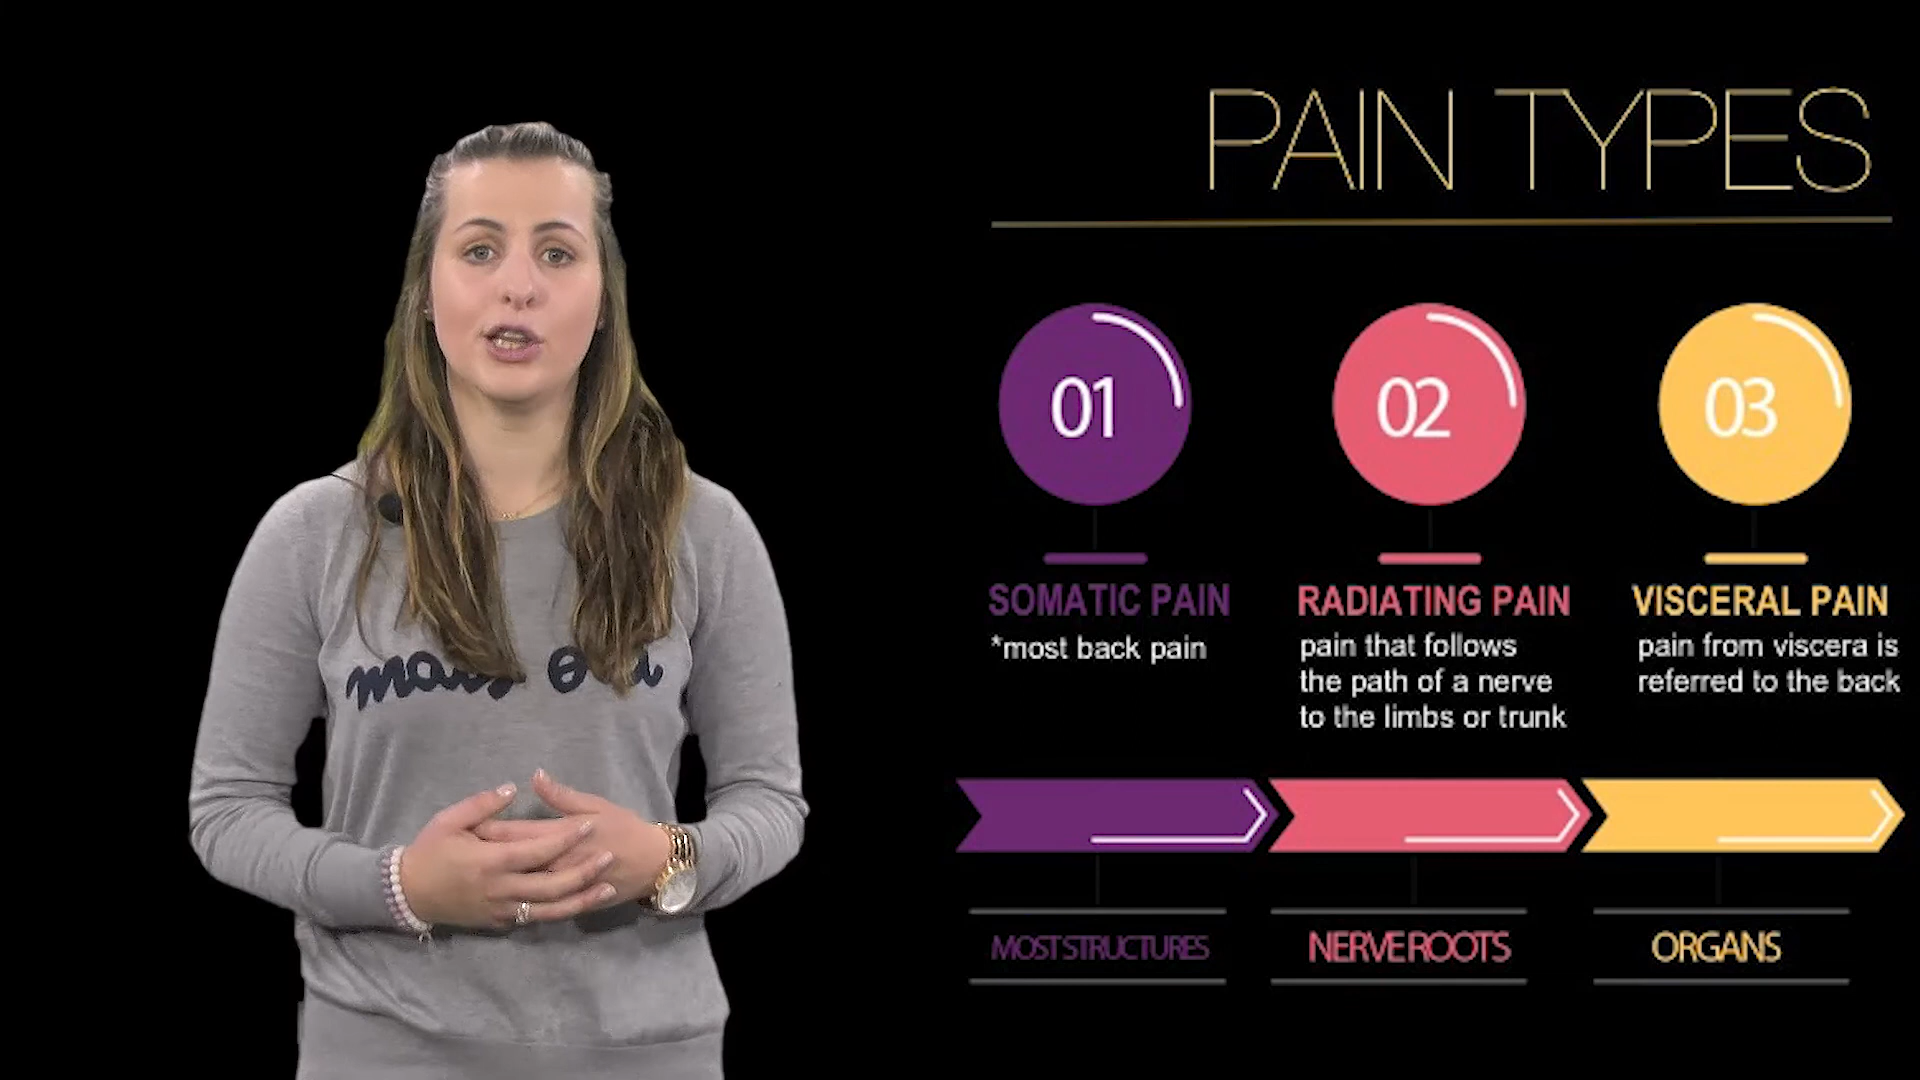 PAIN TYPES
01
02
03
SOMATIC PAIN
*most back pain
RADIATING PAIN
pain that follows
the path of a nerve
to the limbs or trunk
VISCERAL PAIN
pain from viscera is
referred to the back
MOST STRUCTURES
NERVE ROOTS
ORGANS